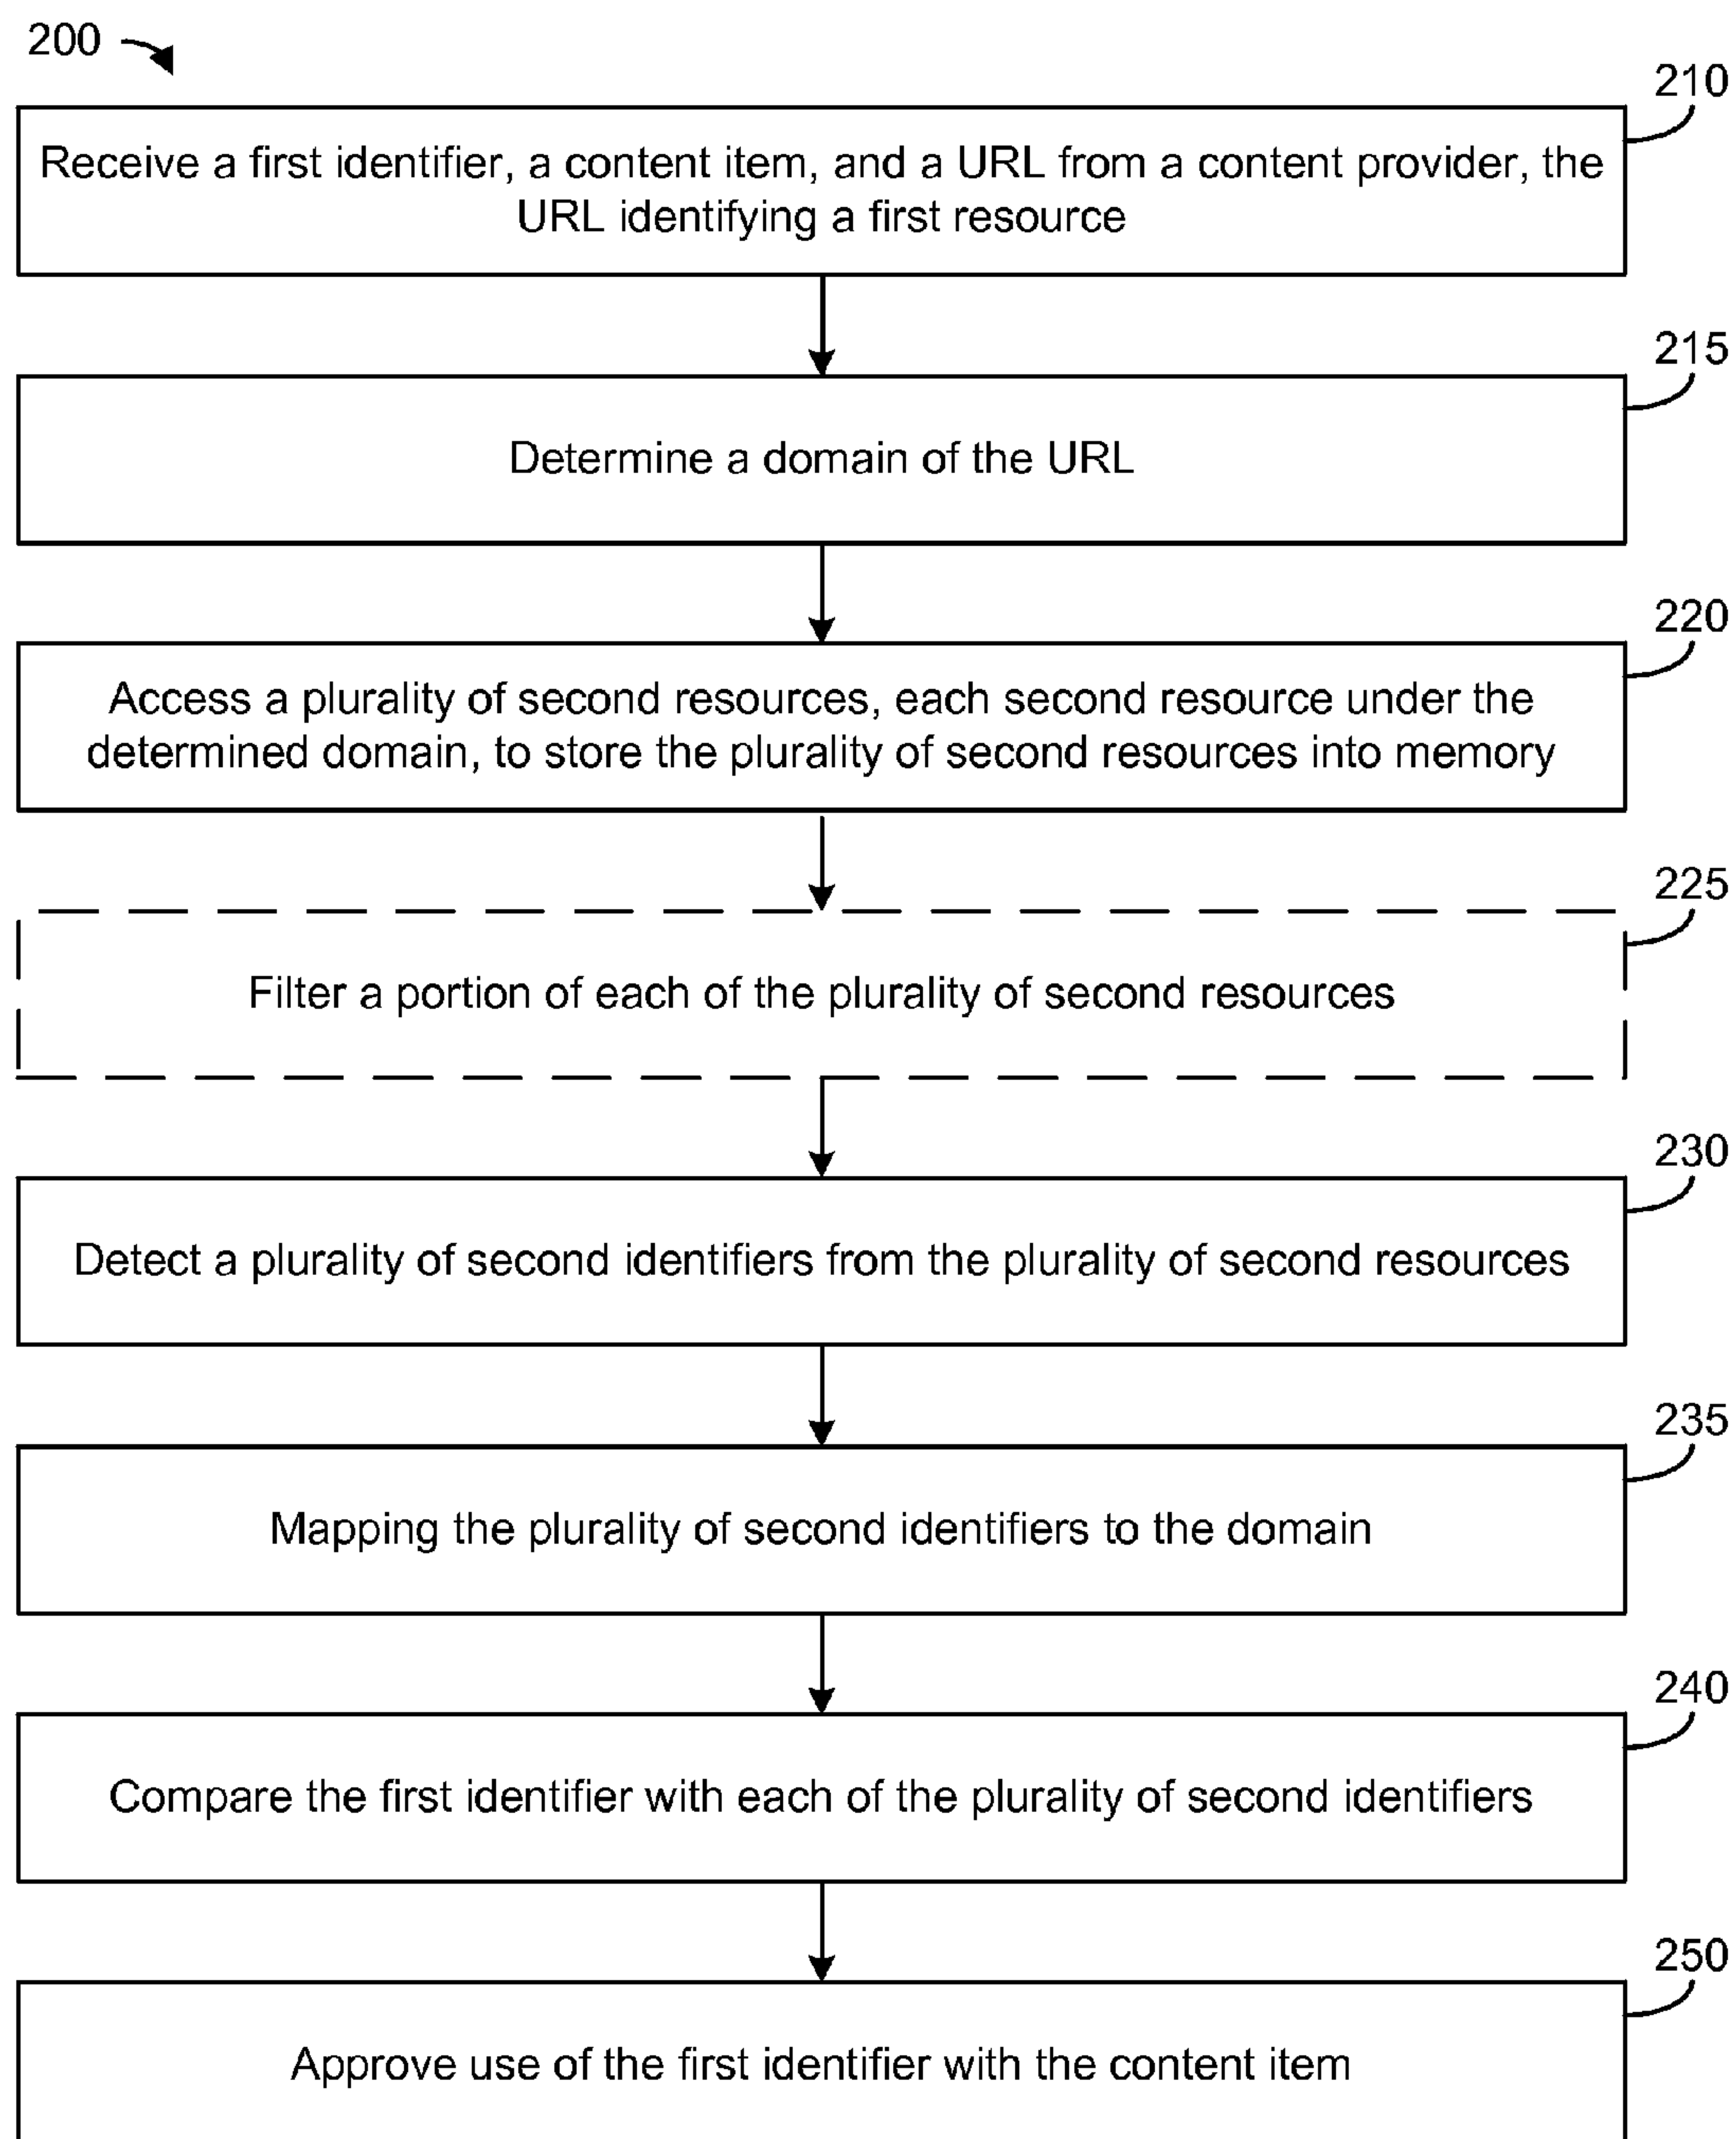 200
210
Receive a first identifier, a content item, and a URL from a content provider, the
URL identifying a first resource
215
Determine a domain of the URL
220
Access a plurality of second resources, each second resource under the
determined domain, to store the plurality of second resources into memory
225
Filter a portion of each of the plurality of second resources
230
Detect a plurality of second identifiers from the plurality of second resources
235
Mapping the plurality of second identifiers to the domain
240
Compare the first identifier with each of the plurality of second identifiers
250
Approve use of the first identifier with the content item